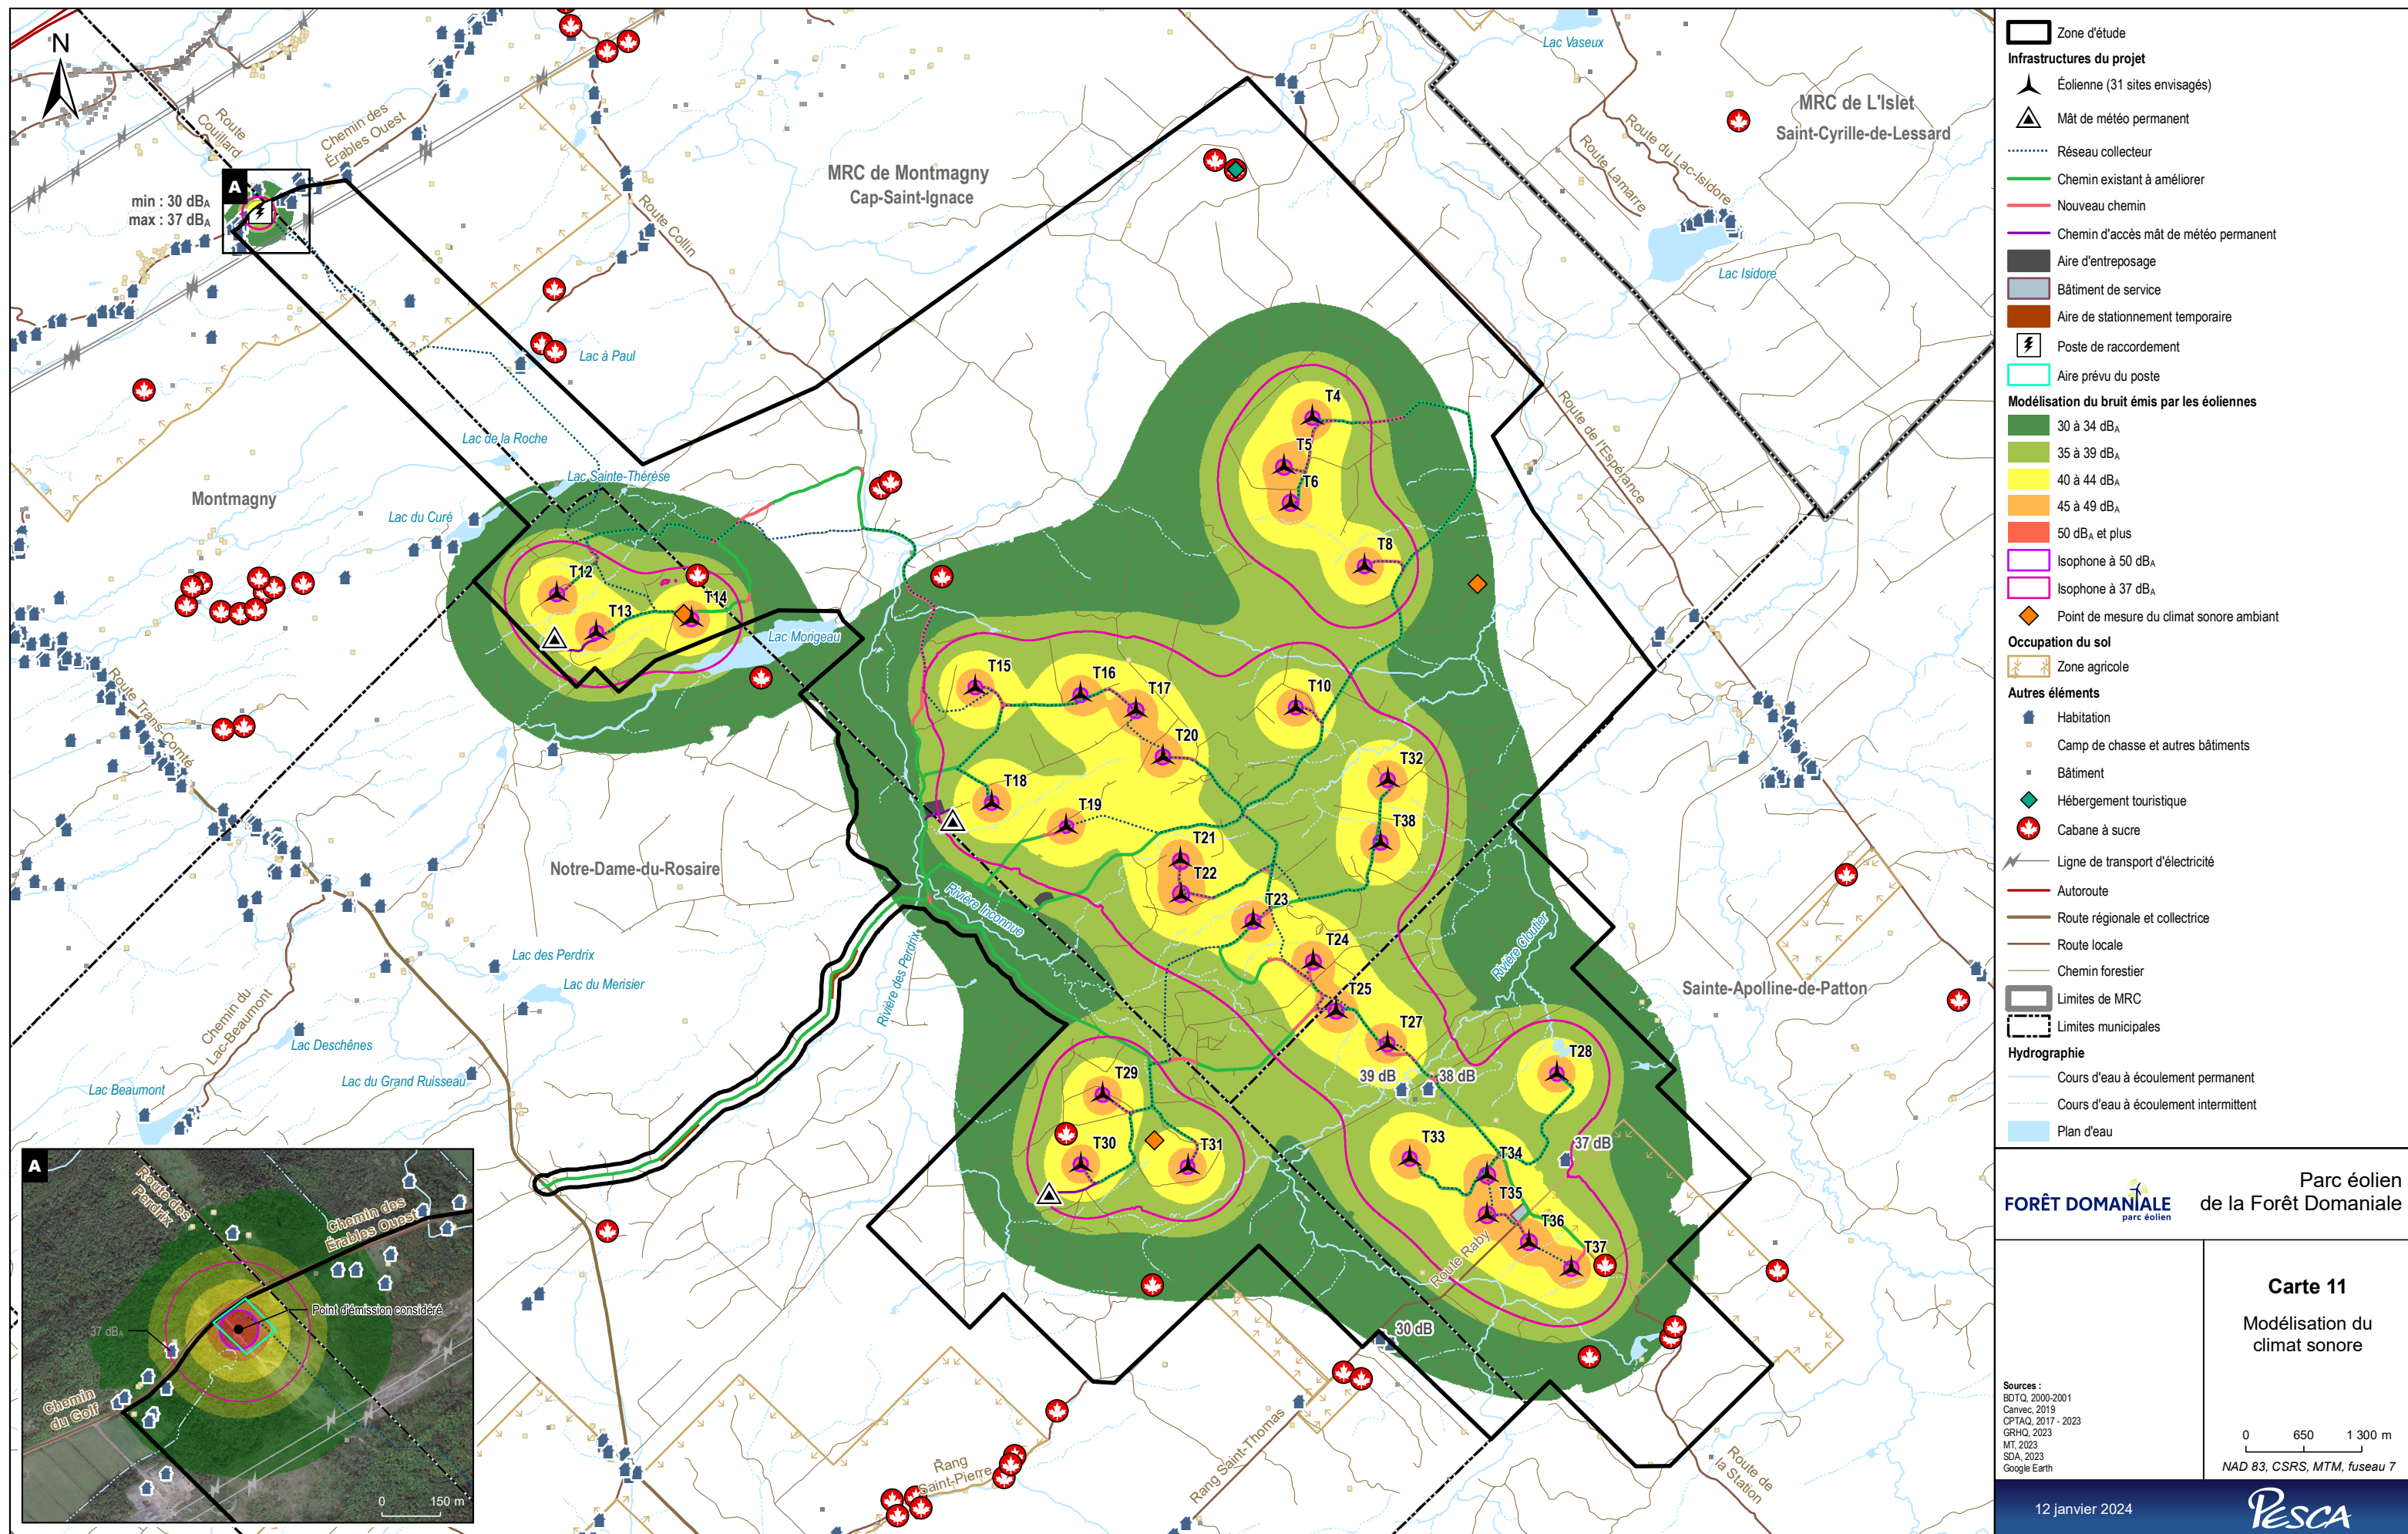 N
Route
Couillard
Chemin des
Érables Ouest
A
min : 30 dBA
max : 37 dBA
Route Collin
MRC de Montmagny
Cap-Saint-Ignace
Lac Vaseux
MRC de L'Islet
Saint-Cyrille-de-Lessard
Route du Lac-Isidore
Route Lamarre
Lac Isidore
Lac à Paul
Lac de la Roche
Lac Sainte-Thérèse
Montmagny
Lac du Curé
Route de l'Espérance
T4
T5
T6
T8
T12
T13
T14
Lac Morigeau
Route Trans-Comté
T15
T16
T17
T10
T20
T32
T18
T19
T38
T21
T22
T23
Notre-Dame-du-Rosaire
Rivière Inconnue
Rivière des Perdrix
T24
T25
T27
Rivière Cloutier
Sainte-Apolline-de-Patton
Lac des Perdrix
Lac du Merisier
Chemin du
Lac-Beaumont
Lac Deschênes
Lac du Grand Ruisseau
Lac Beaumont
T28
T29
39 dB
38 dB
T30
T31
T33
T34
37 dB
T35
T36
T37
Route Raby
30 dB
Rang
Saint-Pierre
Rang Saint-Thomas
Route de
la Station
A
Route des
Perdrix
Chemin des
Érables Ouest
Point d'émission considéré
37 dBA
Chemin
du Golf
0 150 m
Zone d'étude
Infrastructures du projet
Éolienne (31 sites envisagés)
Mât de météo permanent
Réseau collecteur
Chemin existant à améliorer
Nouveau chemin
Chemin d'accès mât de météo permanent
Aire d'entreposage
Bâtiment de service
Aire de stationnement temporaire
Poste de raccordement
Aire prévu du poste
Modélisation du bruit émis par les éoliennes
30 à 34 dBA
35 à 39 dBA
40 à 44 dBA
45 à 49 dBA
50 dBA et plus
Isophone à 50 dBA
Isophone à 37 dBA
Point de mesure du climat sonore ambiant
Occupation du sol
Zone agricole
Autres éléments
Habitation
Camp de chasse et autres bâtiments
Bâtiment
Hébergement touristique
Cabane à sucre
Ligne de transport d'électricité
Autoroute
Route régionale et collectrice
Route locale
Chemin forestier
Limites de MRC
Limites municipales
Hydrographie
Cours d'eau à écoulement permanent
Cours d'eau à écoulement intermittent
Plan d'eau
FORÊT DOMANIALE
parc éolien
Parc éolien
de la Forêt Domaniale
Carte 11
Modélisation du
climat sonore
Sources :
BDTQ, 2000-2001
Canvec, 2019
CPTAQ, 2017 - 2023
GRHQ, 2023
MT, 2023
SDA, 2023
Google Earth
0 650 1 300 m
NAD 83, CSRS, MTM, fuseau 7
12 janvier 2024
PESCA